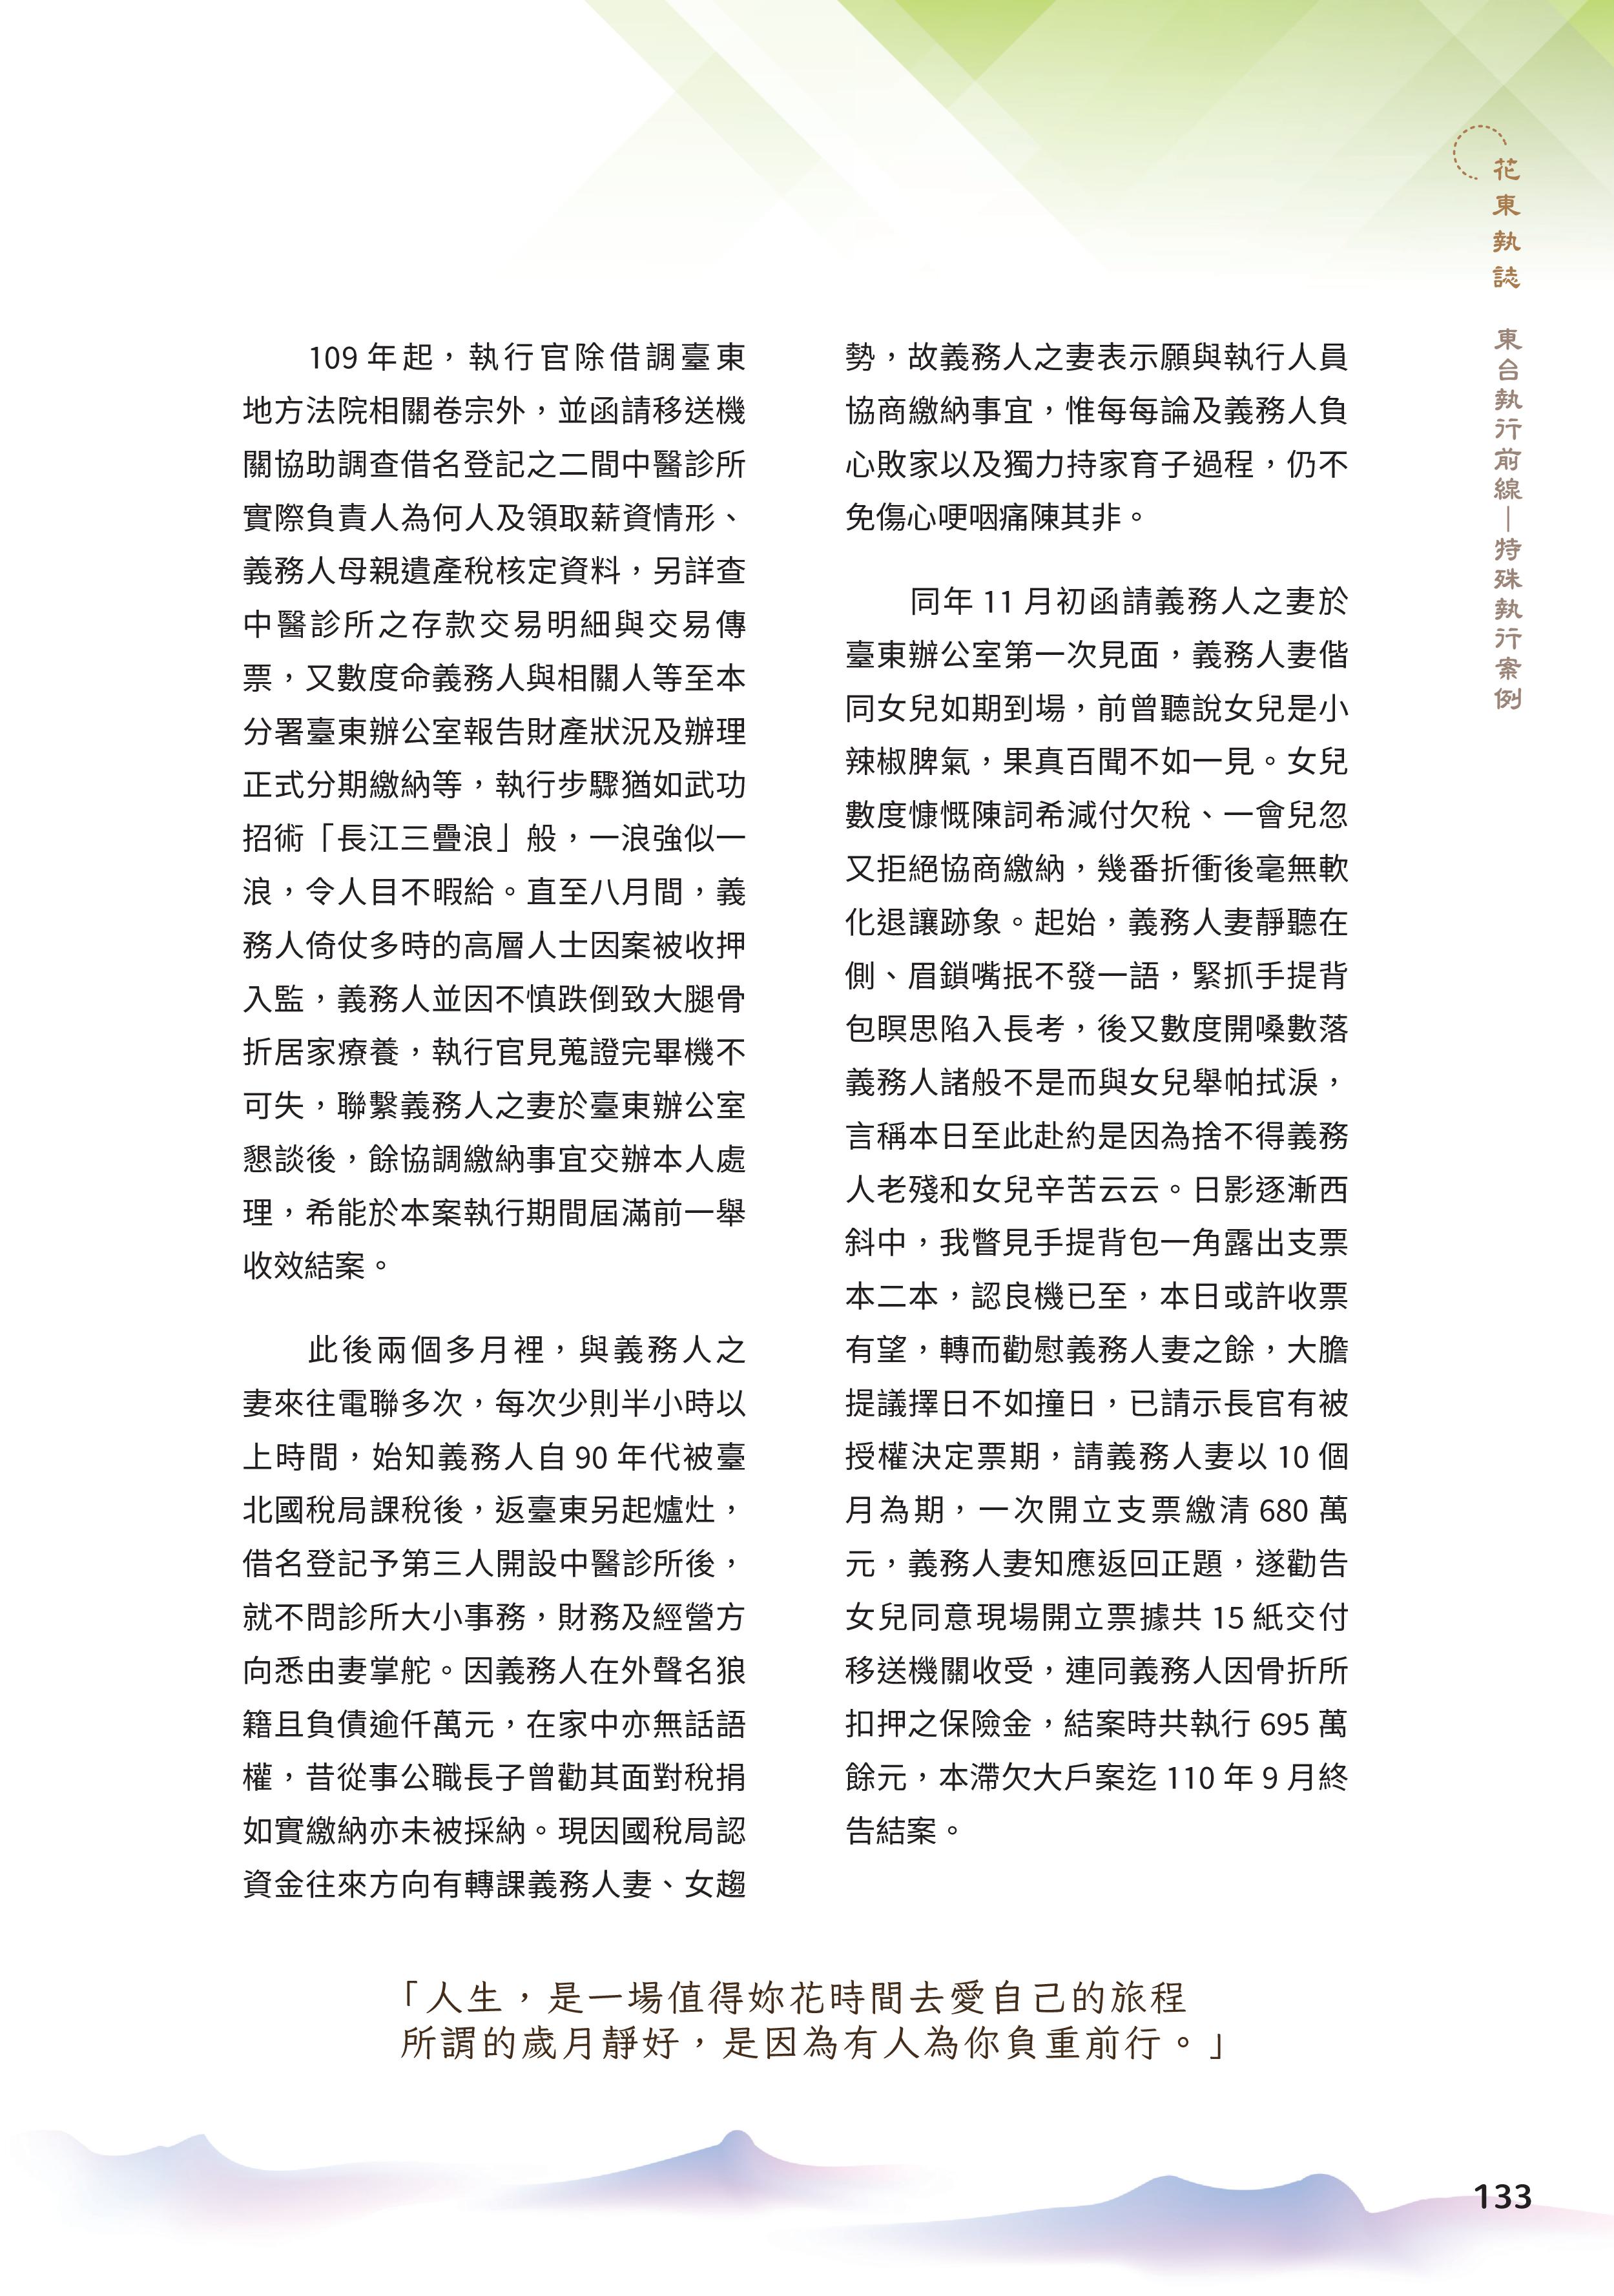 花東執誌 東台執行前線—特殊執行案例
109 年起，執行官除借調臺東
地方法院相關卷宗外，並函請移送機
關協助調查借名登記之二間中醫診所
實際負責人為何人及領取薪資情形、
義務人母親遺產稅核定資料，另詳查
中醫診所之存款交易明細與交易傳
票，又數度命義務人與相關人等至本
分署臺東辦公室報告財產狀況及辦理
正式分期繳納等，執行步驟猶如武功
招術「長江三疊浪」般，一浪強似一
浪，令人目不暇給。直至八月間，義
務人倚仗多時的高層人士因案被收押
入監，義務人並因不慎跌倒致大腿骨
折居家療養，執行官見蒐證完畢機不
可失，聯繫義務人之妻於臺東辦公室
懇談後，餘協調繳納事宜交辦本人處
理，希能於本案執行期間屆滿前一舉
收效結案。
此後兩個多月裡，與義務人之
妻來往電聯多次，每次少則半小時以
上時間，始知義務人自 90 年代被臺
北國稅局課稅後，返臺東另起爐灶，
借名登記予第三人開設中醫診所後，
就不問診所大小事務，財務及經營方
向悉由妻掌舵。因義務人在外聲名狼
籍且負債逾仟萬元，在家中亦無話語
權，昔從事公職長子曾勸其面對稅捐
如實繳納亦未被採納。現因國稅局認
資金往來方向有轉課義務人妻、女趨
勢，故義務人之妻表示願與執行人員
協商繳納事宜，惟每每論及義務人負
心敗家以及獨力持家育子過程，仍不
免傷心哽咽痛陳其非。
同年 11 月初函請義務人之妻於
臺東辦公室第一次見面，義務人妻偕
同女兒如期到場，前曾聽說女兒是小
辣椒脾氣，果真百聞不如一見。女兒
數度慷慨陳詞希減付欠稅、一會兒忽
又拒絕協商繳納，幾番折衝後毫無軟
化退讓跡象。起始，義務人妻靜聽在
側、眉鎖嘴抿不發一語，緊抓手提背
包瞑思陷入長考，後又數度開嗓數落
義務人諸般不是而與女兒舉帕拭淚，
言稱本日至此赴約是因為捨不得義務
人老殘和女兒辛苦云云。日影逐漸西
斜中，我瞥見手提背包一角露出支票
本二本，認良機已至，本日或許收票
有望，轉而勸慰義務人妻之餘，大膽
提議擇日不如撞日，已請示長官有被
授權決定票期，請義務人妻以 10 個
月為期，一次開立支票繳清 680 萬
元，義務人妻知應返回正題，遂勸告
女兒同意現場開立票據共 15 紙交付
移送機關收受，連同義務人因骨折所
扣押之保險金，結案時共執行 695 萬
餘元，本滯欠大戶案迄 110 年 9 月終
告結案。
「人生，是一場值得妳花時間去愛自己的旅程
所謂的歲月靜好，是因為有人為你負重前行。」
133